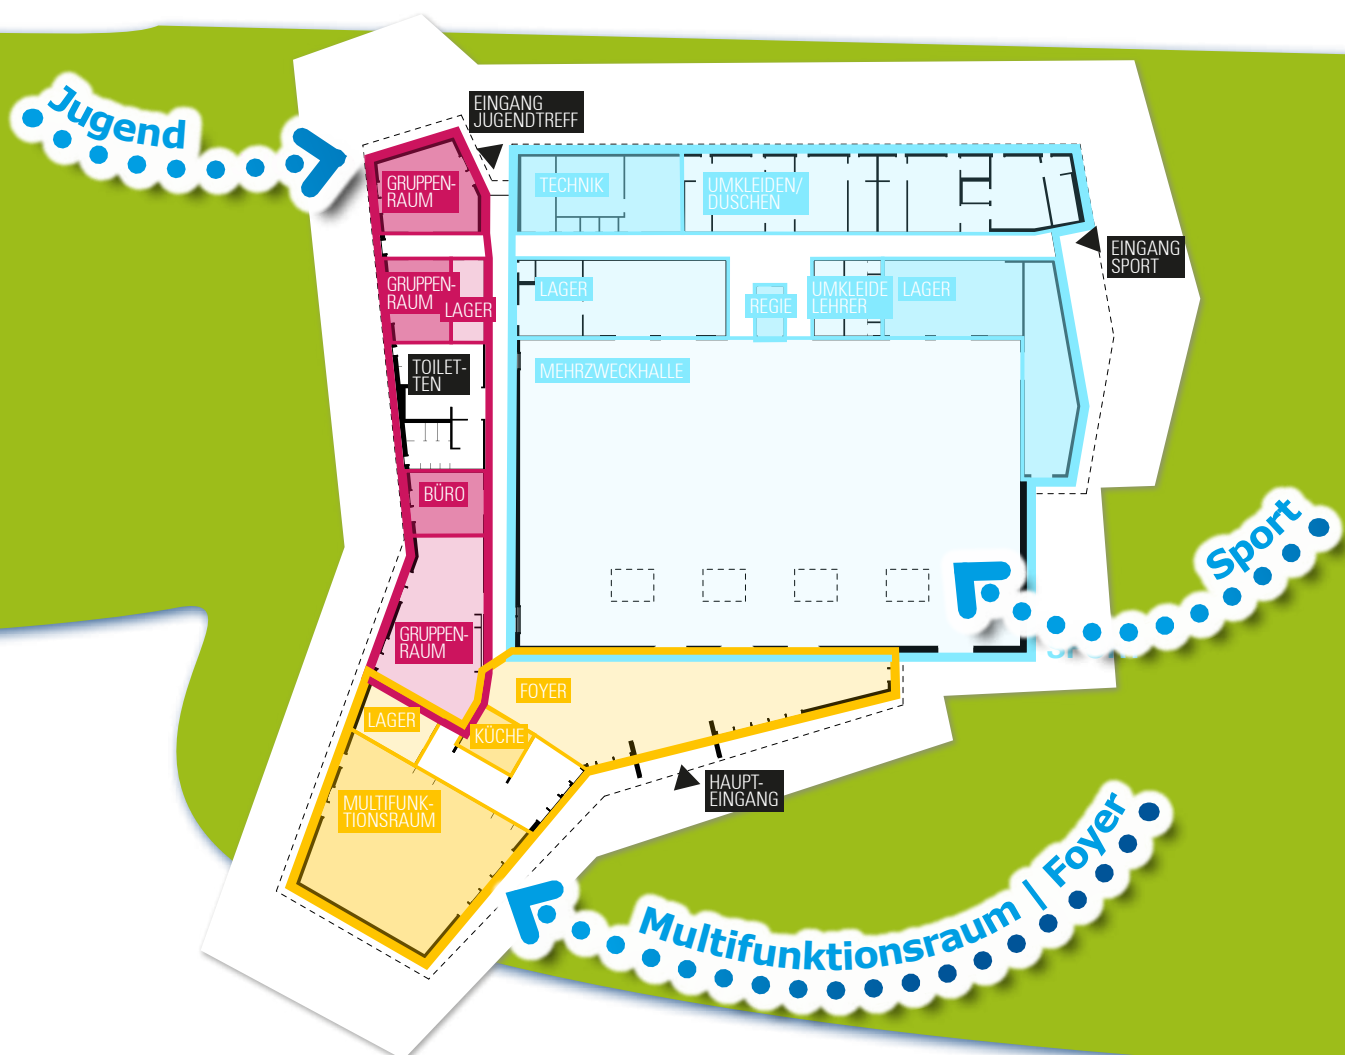 Jugend
EINGANG
JUGENDTREFF
GRUPPEN-
RAUM
TECHNIK
UMKLEIDEN/
DUSCHEN
EINGANG
SPORT
GRUPPEN-
RAUM
LAGER
LAGER
REGIE
UMKLEIDE
LEHRER
LAGER
TOILET-
TEN
MEHRZWECKHALLE
BÜRO
Sport
GRUPPEN-
RAUM
FOYER
LAGER
KÜCHE
HAUPT-
EINGANG
MULTIFUNK-
TIONSRAUM
Multifunktionsraum | Foyer